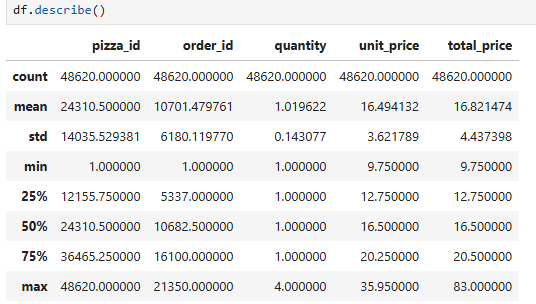 df.describe()
pizza_id order_id quantity unit_price total_price
count 48620.000000 48620.000000 48620.000000 48620.000000 48620.000000
mean 24310.500000 10701.479761 1.019622 16.494132 16.821474
std 14035.529381 6180.119770 0.143077 3.621789 4.437398
min 1.000000 1.000000 1.000000 9.750000 9.750000
25% 12155.750000 5337.000000 1.000000 12.750000 12.750000
50% 24310.500000 10682.500000 1.000000 16.500000 16.500000
75% 36465.250000 16100.000000 1.000000 20.250000 20.500000
max 48620.000000 21350.000000 4.000000 35.950000 83.000000